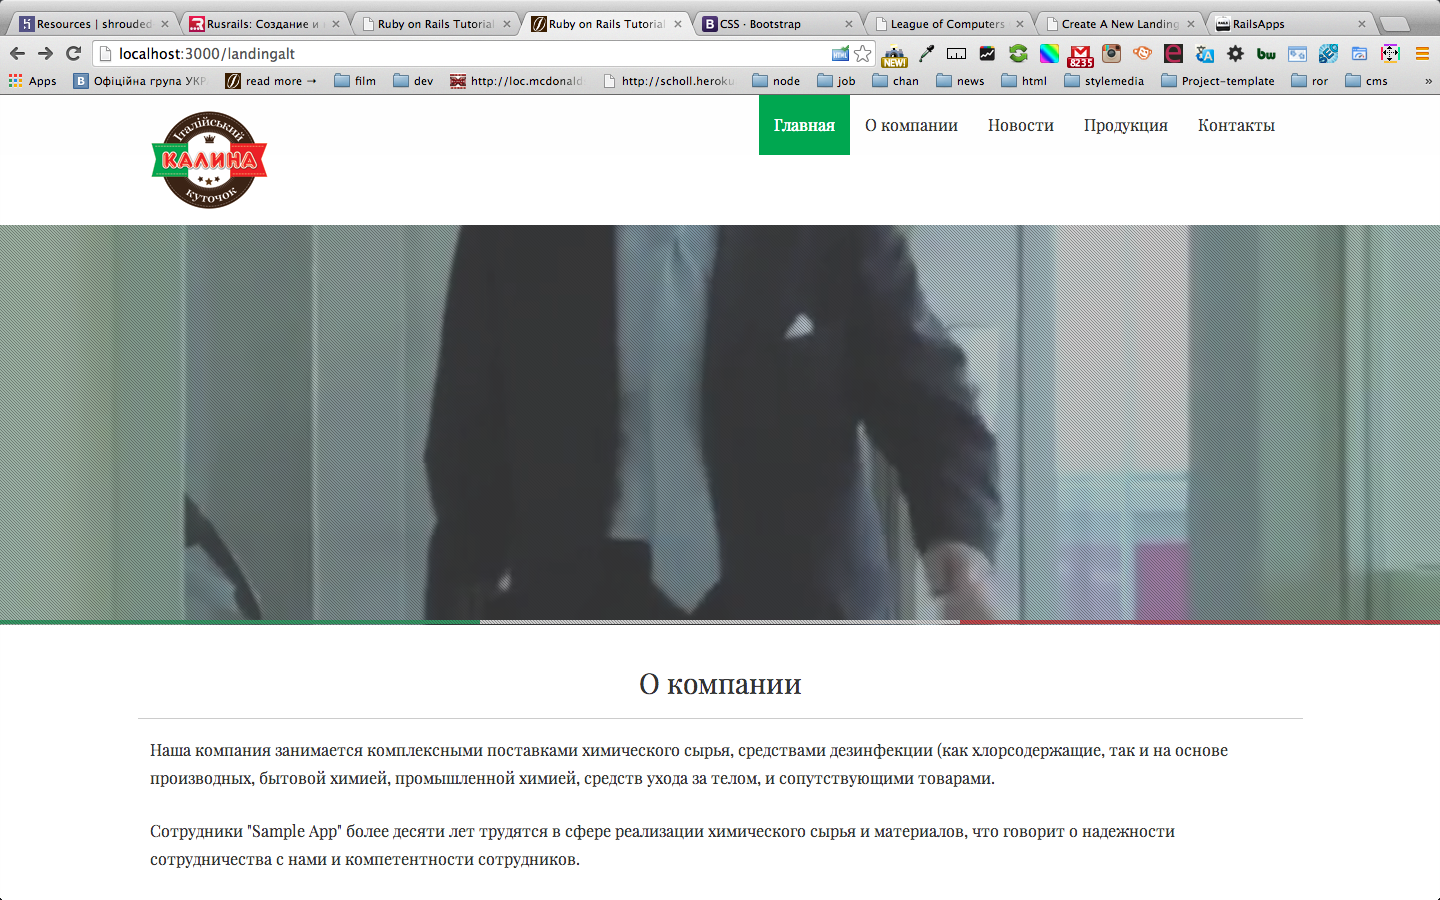 Resources | shrouded
Rusrails: Создание и
Ruby on Rails Tutorial
Ruby on Rails Tutorial
CSS · Bootstrap
League of Computers
Create A New Landing
RailsApps
localhost:3000/landingalt
NEW!
8235
bw
Apps
Офіційна група УКР
read more →
film
dev
http://loc.mcdonald
http://scholl.heroku
node
job
chan
news
html
stylemedia
Project-template
ror
cms
»
Італійський
КАЛИНА
куточок
Главная
О компании
Новости
Продукция
Контакты
О компании
Наша компания занимается комплексными поставками химического сырья, средствами дезинфекции (как хлорсодержащие, так и на основе
производных, бытовой химией, промышленной химией, средств ухода за телом, и сопутствующими товарами.
Сотрудники "Sample App" более десяти лет трудятся в сфере реализации химического сырья и материалов, что говорит о надежности
сотрудничества с нами и компетентности сотрудников.